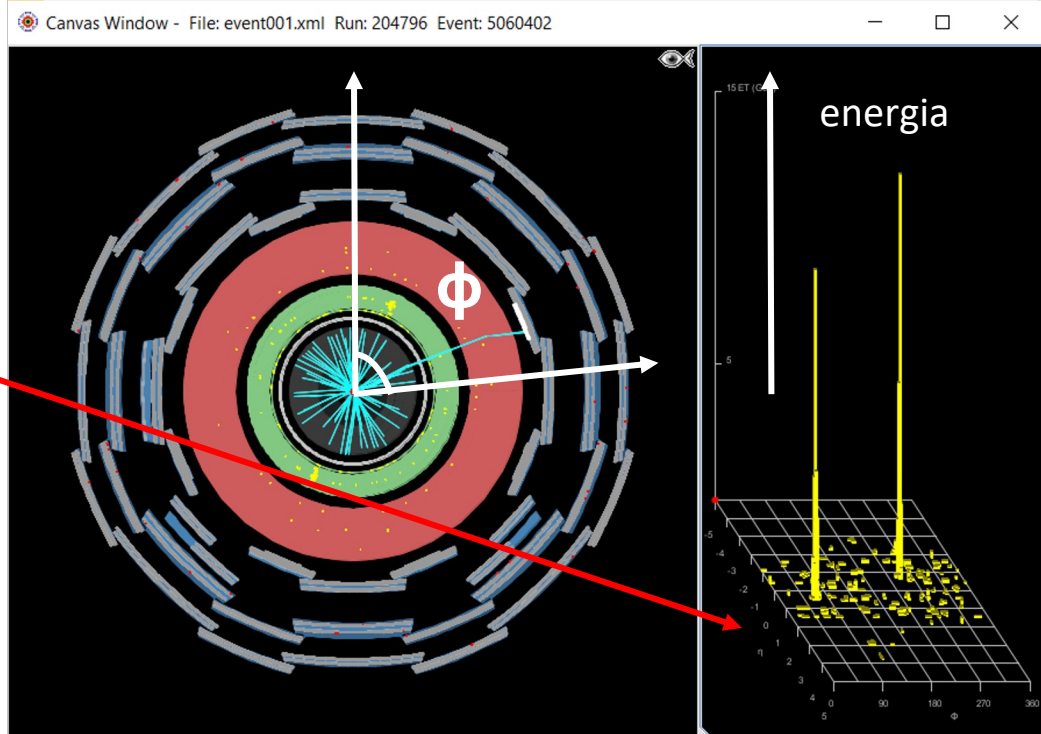 Canvas Window - File: event001.xml Run: 204796 Event: 5060402
15 ET (G
energia
ϕ
5
-5
-4
-3
-2
-1
0
1
2
3
4
5
η
0 90 180 270 360
Φ